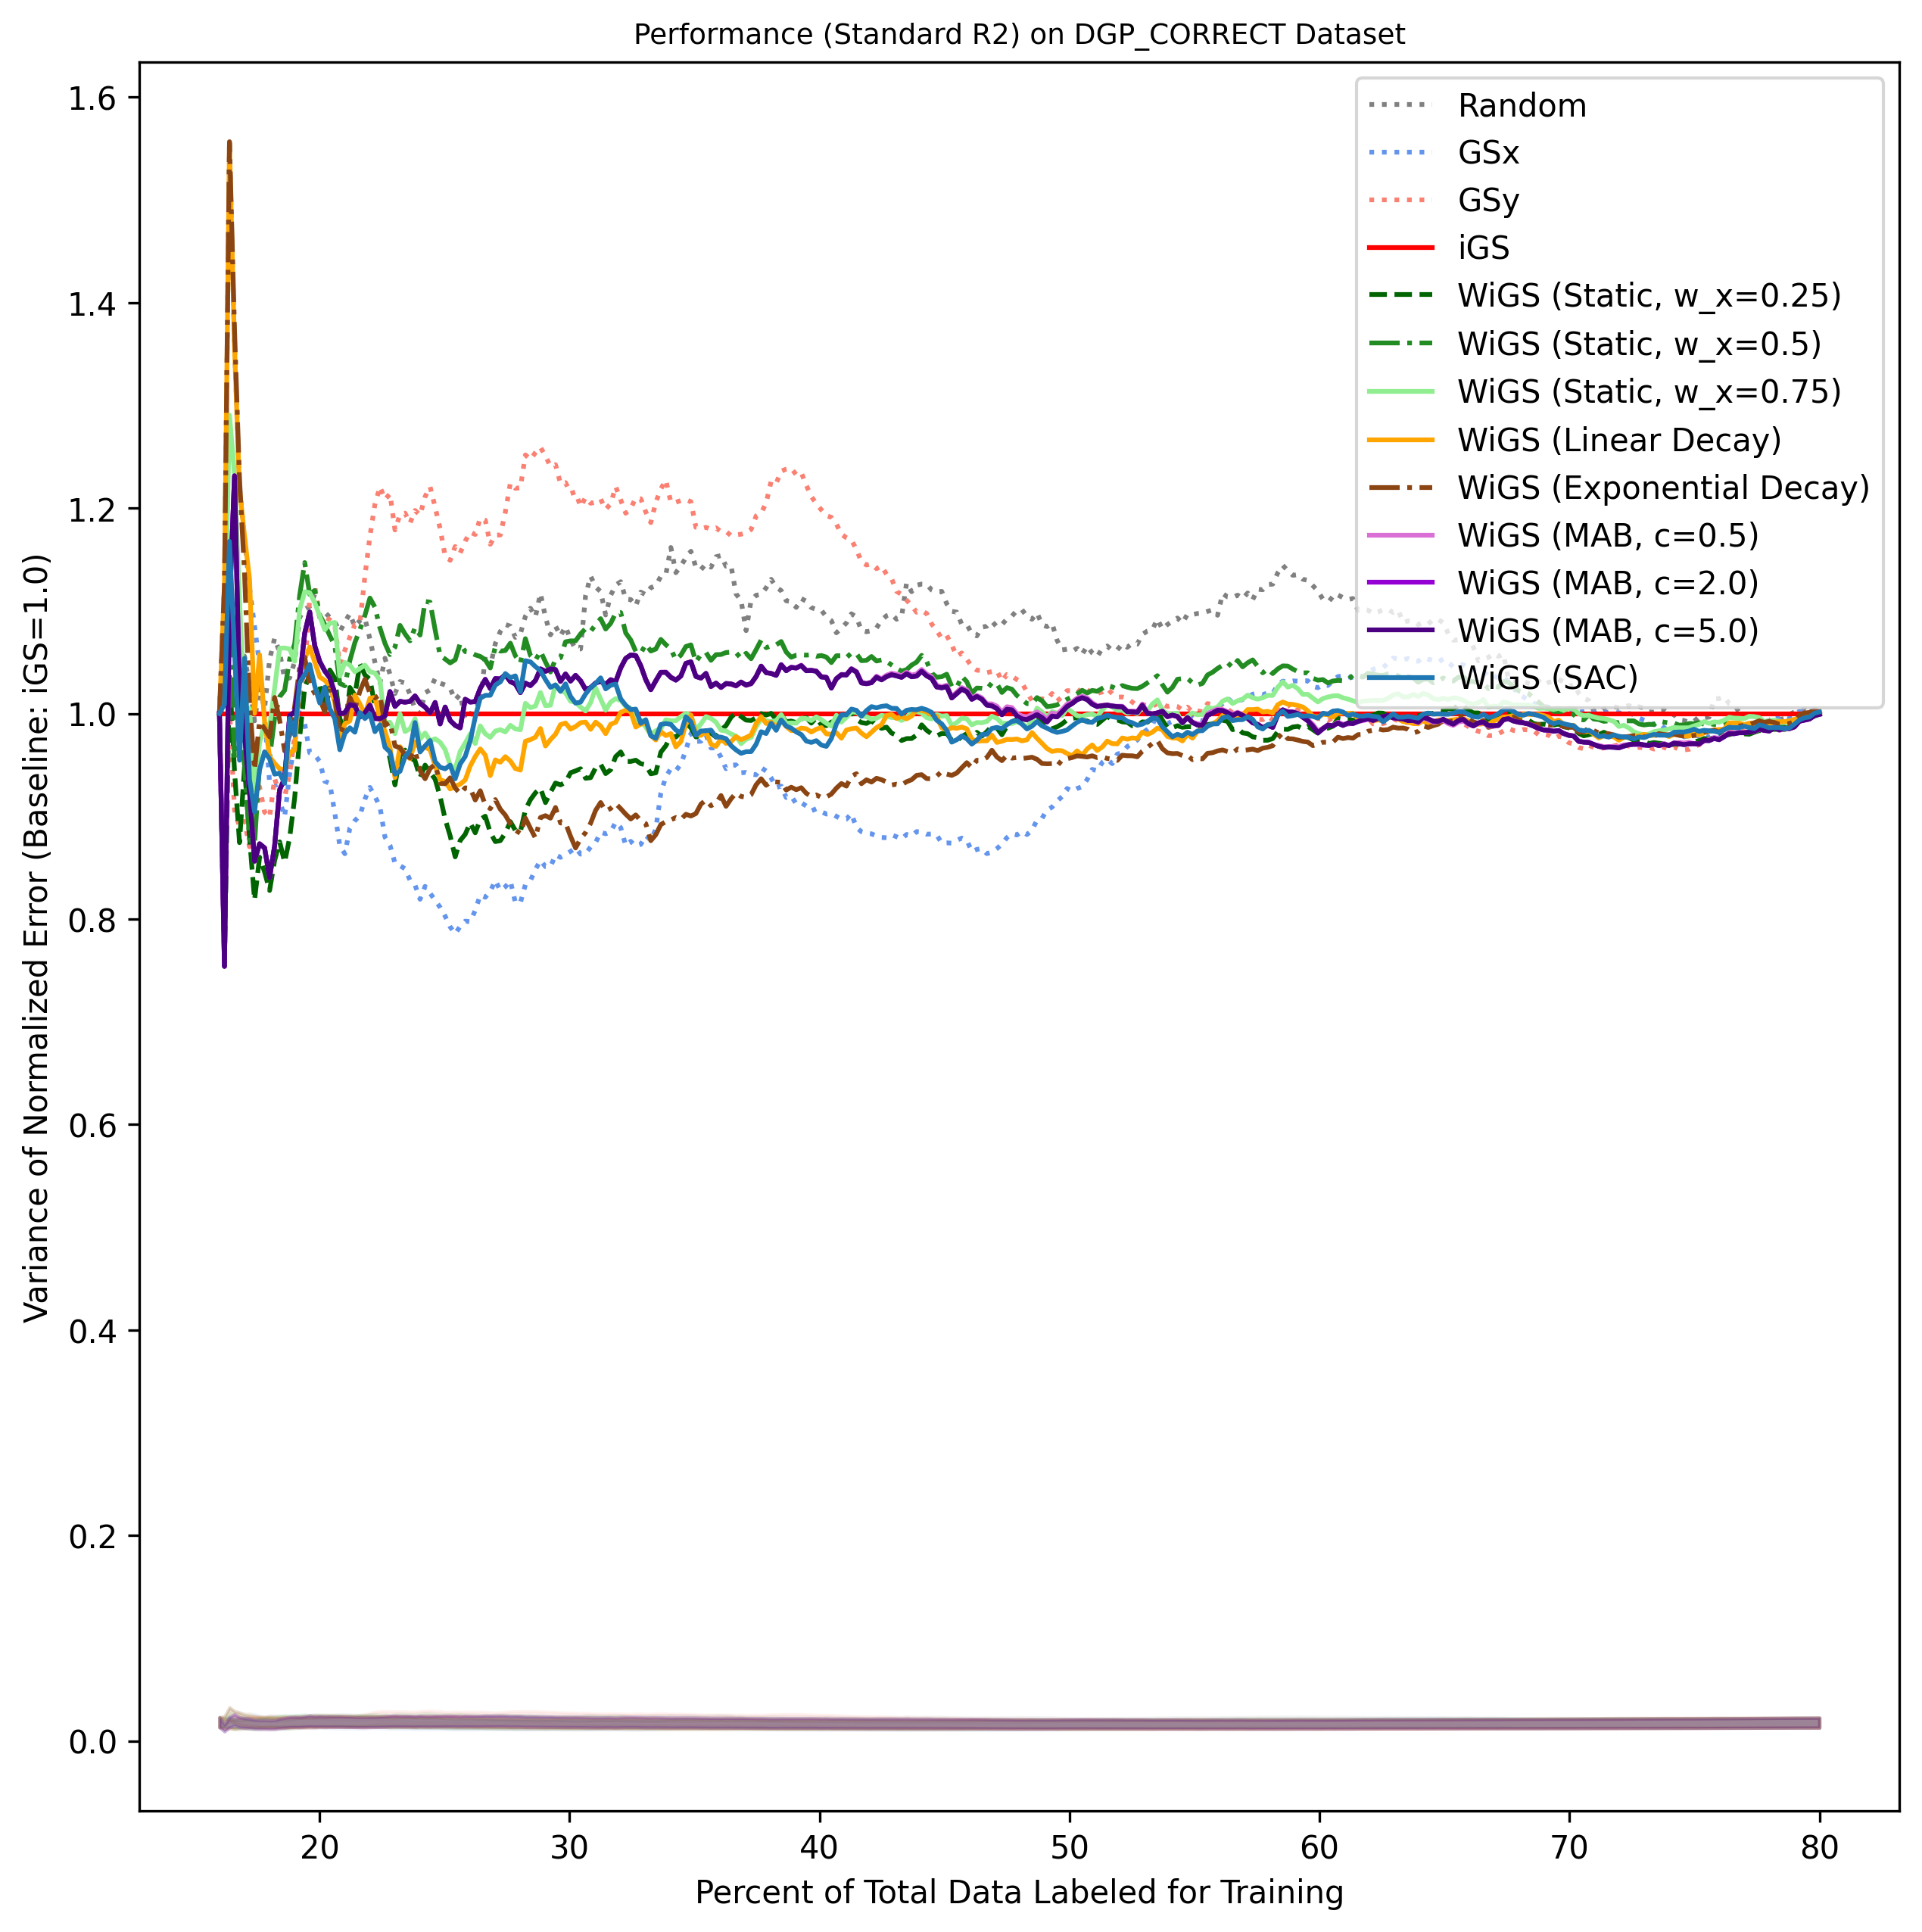 Performance (Standard R2) on DGP_CORRECT Dataset
Variance of Normalized Error (Baseline: iGS=1.0)
1.6
1.4
1.2
1.0
0.8
0.6
0.4
0.2
0.0
Random
GSx
GSy
iGS
WiGS (Static, w_x=0.25)
WiGS (Static, w_x=0.5)
WiGS (Static, w_x=0.75)
WiGS (Linear Decay)
WiGS (Exponential Decay)
WiGS (MAB, c=0.5)
WiGS (MAB, c=2.0)
WiGS (MAB, c=5.0)
WiGS (SAC)
20 30 40 50 60 70 80
Percent of Total Data Labeled for Training